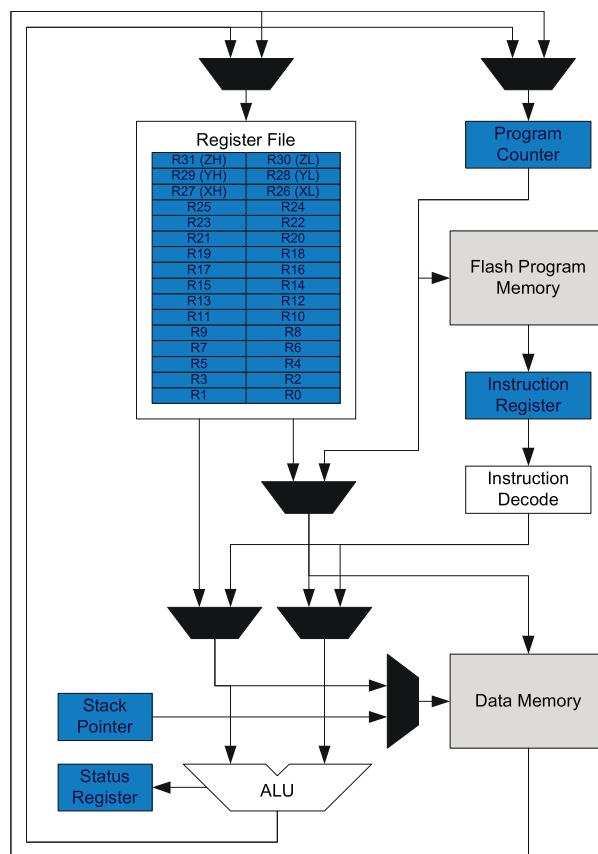 Register File
R31 (ZH) R30 (ZL)
R29 (YH) R28 (YL)
R27 (XH) R26 (XL)
R25 R24
R23 R22
R21 R20
R19 R18
R17 R16
R15 R14
R13 R12
R11 R10
R9 R8
R7 R6
R5 R4
R3 R2
R1 R0
Program
Counter
Flash Program
Memory
Instruction
Register
Instruction
Decode
Stack
Pointer
Data Memory
Status
Register
ALU